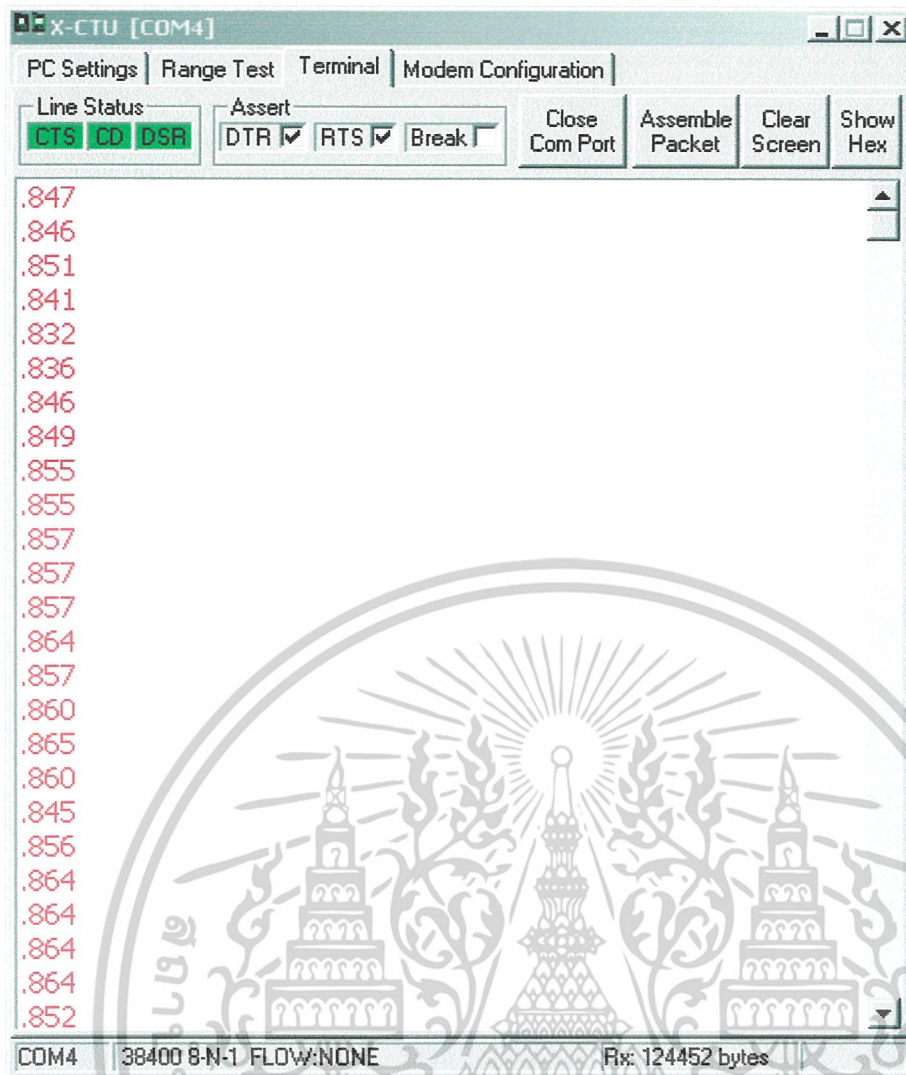 X-CTU [COM4]
PC Settings Range Test Terminal Modem Configuration
Line Status
CTS CD DSR
Assert
DTR RTS Break
Close Com Port
Assemble Packet
Clear Screen
Show Hex
.847
.846
.851
.841
.832
.836
.846
.849
.855
.855
.857
.857
.857
.864
.857
.860
.865
.860
.845
.856
.864
.864
.864
.864
.852
COM4 38400 8-N-1 FLOW:NONE Rx: 124452 bytes